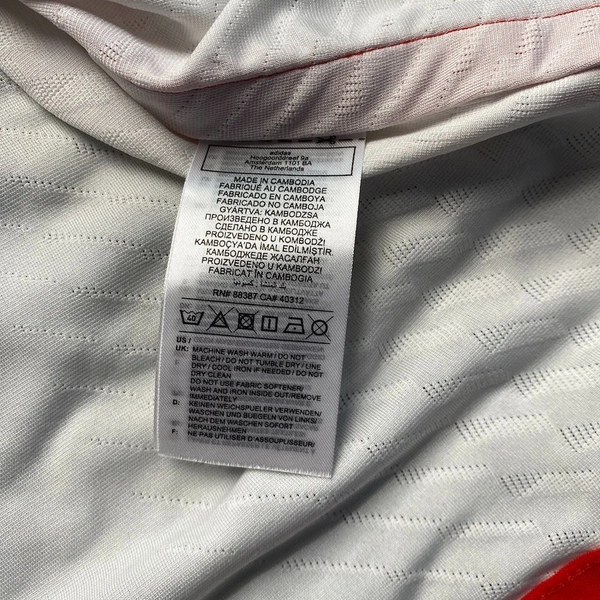 adidas
Hoogoorddreef 9a
Amsterdam 1101 BA
The Netherlands
MADE IN CAMBODIA
FABRIQUÉ AU CAMBODGE
FABRICADO EN CAMBOYA
FABRICADO NO CAMBOJA
GYÁRTVA: KAMBODZSA
ПРОИЗВЕДЕНО В КАМБОДЖЕ
СДЕЛАНО В КАМБОДЖЕ
PROIZVEDENO U KOMBODŽI
KAMBOÇYA'DA İMAL EDİLMİŞTİR.
КАМБОДЖЕДЕ ЖАСАЛҒАН
PROIZVEDENO U KAMBODŽI
FABRICAT ÎN CAMBOGIA
RN# 88387 CA# 40312
40
US /
UK: MACHINE WASH WARM / DO NOT
BLEACH / DO NOT TUMBLE DRY / LINE
DRY / COOL IRON IF NEEDED / DO NOT
DRY CLEAN
DO NOT USE FABRIC SOFTENER/
WASH AND IRON INSIDE OUT/REMOVE
IMMEDIATELY
D: KEINEN WEICHSPUELER VERWENDEN/
WASCHEN UND BUEGELN VON LINKS/
NACH DEM WASCHEN SOFORT
HERAUSNEHMEN
F: NE PAS UTILISER D'ASSOUPLISSEUR/